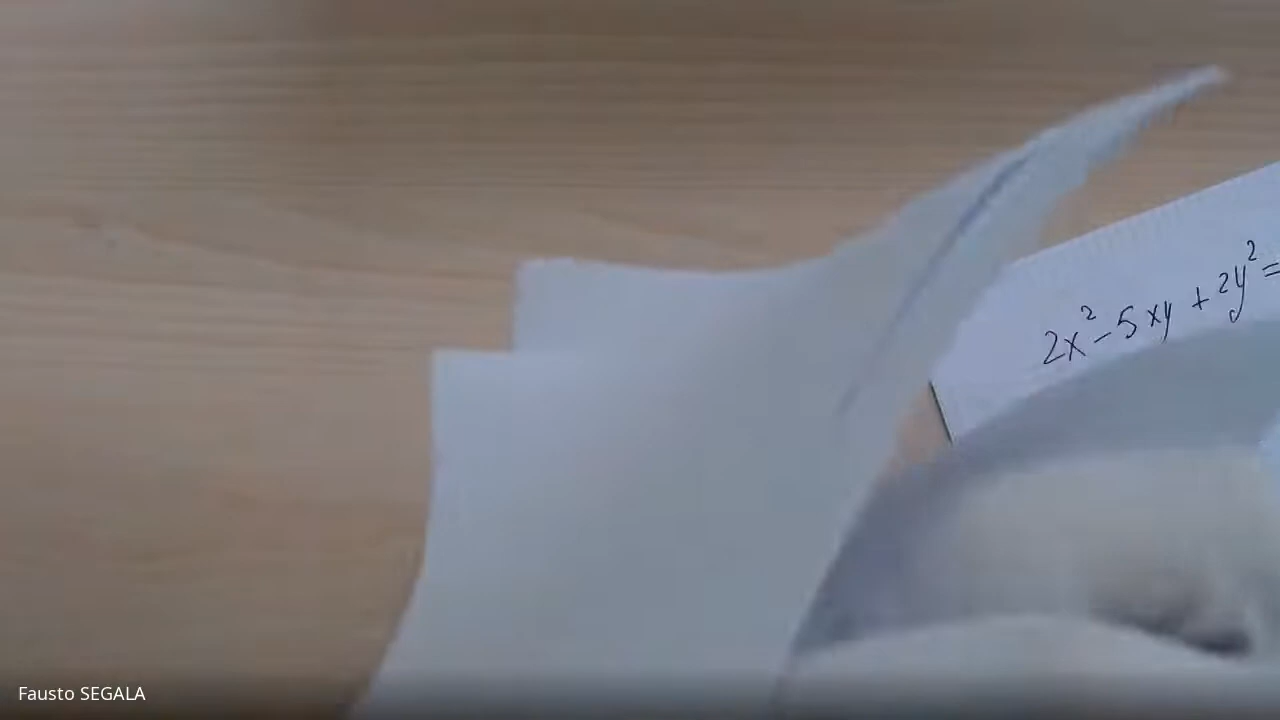 2x² - 5xy + 2y² =
Fausto SEGALA